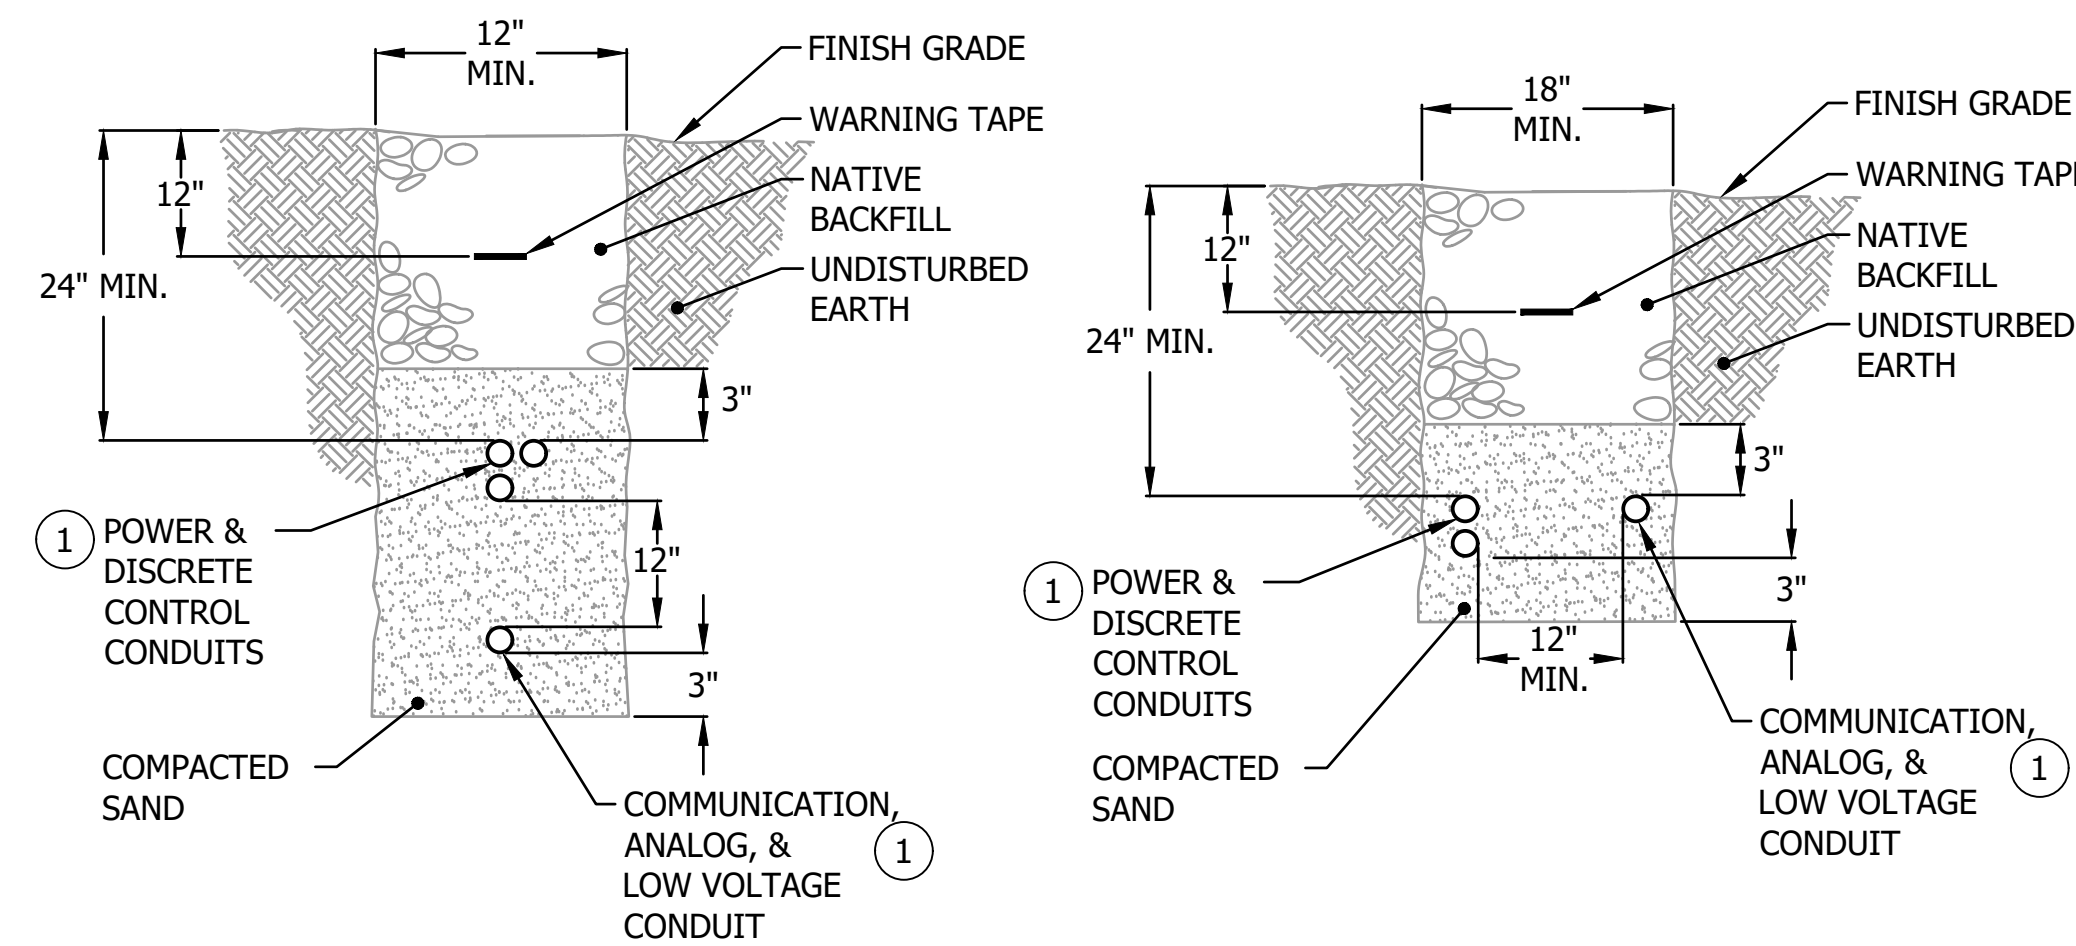 12"
MIN.
FINISH GRADE
WARNING TAPE
NATIVE
BACKFILL
UNDISTURBED
EARTH
12"
24" MIN.
3"
1
POWER &
DISCRETE
CONTROL
CONDUITS
12"
3"
COMPACTED
SAND
COMMUNICATION,
ANALOG, &
LOW VOLTAGE
CONDUIT
1
18"
MIN.
FINISH GRADE
WARNING TAP
NATIVE
BACKFILL
UNDISTURBED
EARTH
12"
24" MIN.
3"
3"
1
POWER &
DISCRETE
CONTROL
CONDUITS
12"
MIN.
COMPACTED
SAND
COMMUNICATION,
ANALOG, &
LOW VOLTAGE
CONDUIT
1